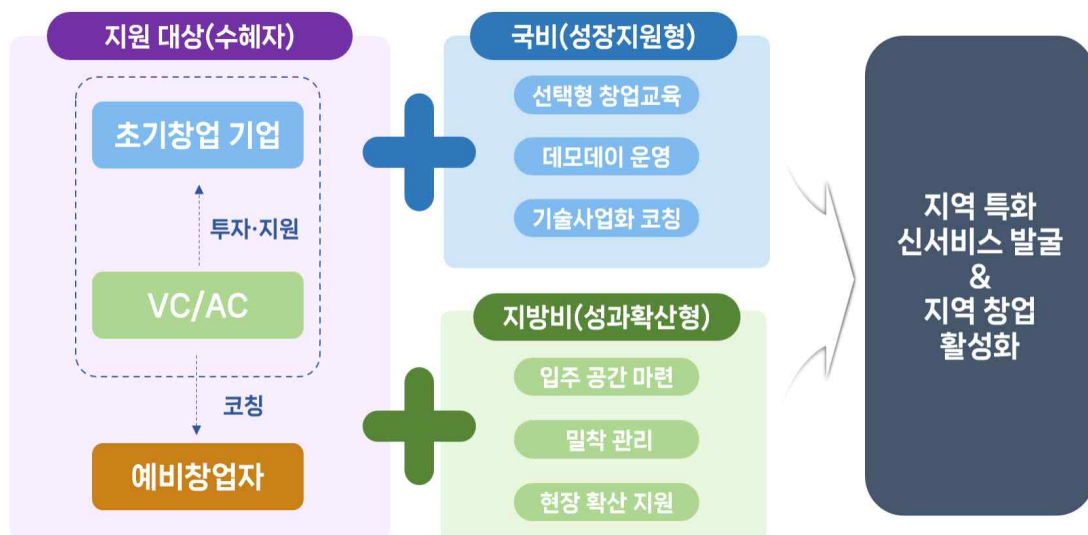 지원 대상(수혜자)
초기창업 기업
투자·지원
VC/AC
코칭
예비창업자
국비(성장지원형)
선택형 창업교육
데모데이 운영
기술사업화 코칭
지방비(성과확산형)
입주 공간 마련
밀착 관리
현장 확산 지원
지역 특화
신서비스 발굴
&
지역 창업
활성화